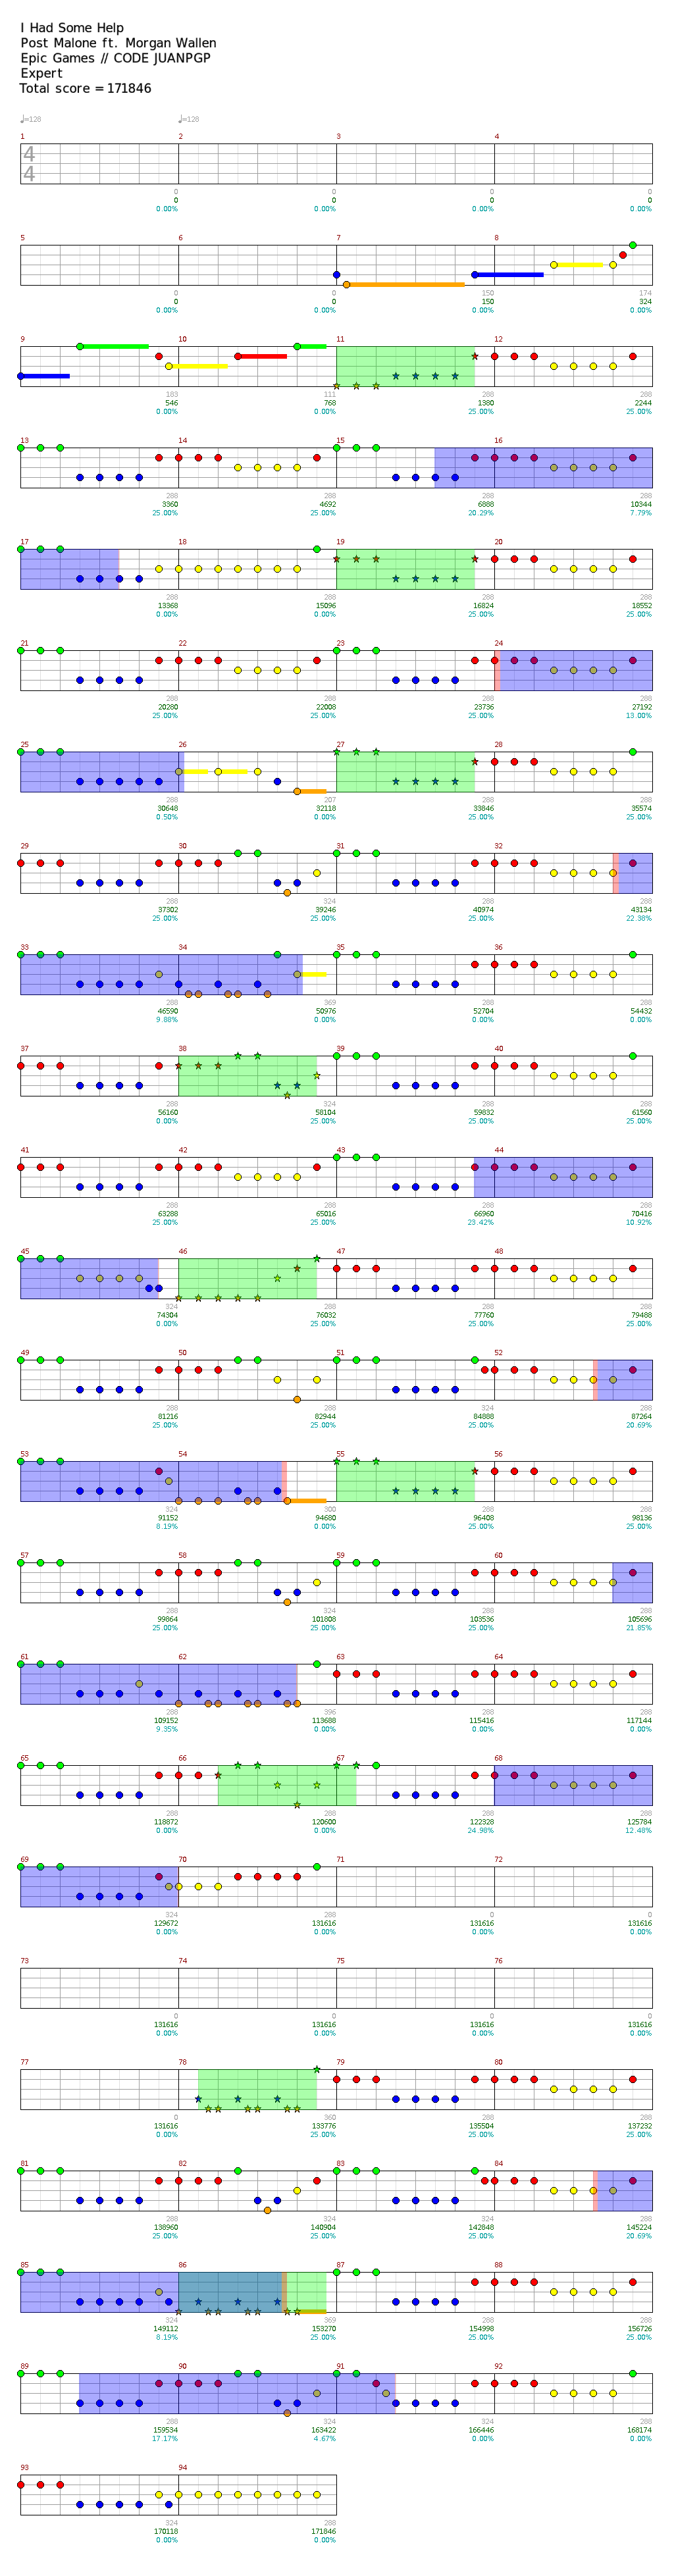 I Had Some Help
Post Malone ft. Morgan Wallen
Epic Games // CODE JUANPGP
Expert
Total score = 171846
♩=128 ♩=128
1 2 3 4
4
4
0 0 0 0
0 0 0 0
0.00% 0.00% 0.00% 0.00%
5 6 7 8
0 0 150 174
0 0 150 324
0.00% 0.00% 0.00% 0.00%
9 10 11 12
183 111 288 288
546 768 1380 2244
0.00% 0.00% 25.00% 25.00%
13 14 15 16
288 288 288 288
3360 4692 6888 10344
25.00% 25.00% 20.29% 7.79%
17 18 19 20
288 288 288 288
13368 15096 16824 18552
0.00% 0.00% 25.00% 25.00%
21 22 23 24
288 288 288 288
20280 22008 23736 27192
25.00% 25.00% 25.00% 13.00%
25 26 27 28
288 207 288 288
30648 32118 33846 35574
0.50% 0.00% 25.00% 25.00%
29 30 31 32
288 324 288 288
37302 39246 40974 43134
25.00% 25.00% 25.00% 22.38%
33 34 35 36
288 369 288 288
46590 50976 52704 54432
9.88% 0.00% 0.00% 0.00%
37 38 39 40
288 324 288 288
56160 58104 59832 61560
0.00% 25.00% 25.00% 25.00%
41 42 43 44
288 288 288 288
63288 65016 66960 70416
25.00% 25.00% 23.42% 10.92%
45 46 47 48
324 288 288 288
74304 76032 77760 79488
0.00% 25.00% 25.00% 25.00%
49 50 51 52
288 288 324 288
81216 82944 84888 87264
25.00% 25.00% 25.00% 20.69%
53 54 55 56
324 300 288 288
91152 94680 96408 98136
8.19% 0.00% 25.00% 25.00%
57 58 59 60
288 324 288 288
99864 101808 103536 105696
25.00% 25.00% 25.00% 21.85%
61 62 63 64
288 396 288 288
109152 113688 115416 117144
9.35% 0.00% 0.00% 0.00%
65 66 67 68
288 288 288 288
118872 120600 122328 125784
0.00% 0.00% 24.98% 12.48%
69 70 71 72
324 288 0 0
129672 131616 131616 131616
0.00% 0.00% 0.00% 0.00%
73 74 75 76
0 0 0 0
131616 131616 131616 131616
0.00% 0.00% 0.00% 0.00%
77 78 79 80
0 360 288 288
131616 133776 135504 137232
0.00% 25.00% 25.00% 25.00%
81 82 83 84
288 324 324 288
138960 140904 142848 145224
25.00% 25.00% 25.00% 20.69%
85 86 87 88
324 369 288 288
149112 153270 154998 156726
8.19% 25.00% 25.00% 25.00%
89 90 91 92
288 324 324 288
159534 163422 166446 168174
17.17% 4.67% 0.00% 0.00%
93 94
324 288
170118 171846
0.00% 0.00%